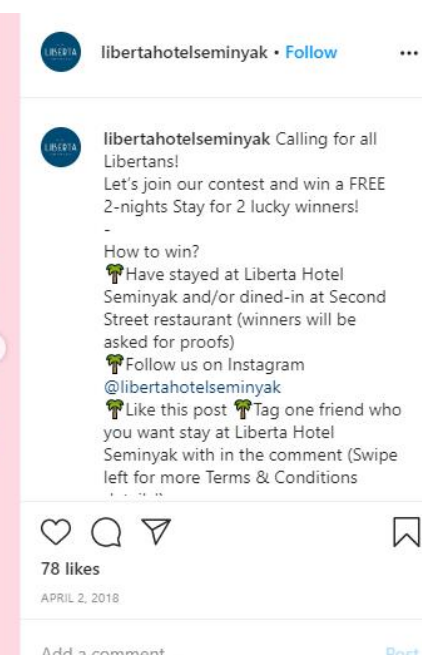 LIBERTA
libertahotelseminyak • Follow
LIBERTA
libertahotelseminyak Calling for all
Libertans!
Let's join our contest and win a FREE
2-nights Stay for 2 lucky winners!
-
How to win?
🌴Have stayed at Liberta Hotel
Seminyak and/or dined-in at Second
Street restaurant (winners will be
asked for proofs)
🌴Follow us on Instagram
@libertahotelseminyak
🌴Like this post 🌴Tag one friend who
you want stay at Liberta Hotel
Seminyak with in the comment (Swipe
left for more Terms & Conditions
78 likes
APRIL 2, 2018
Add a comment
Post